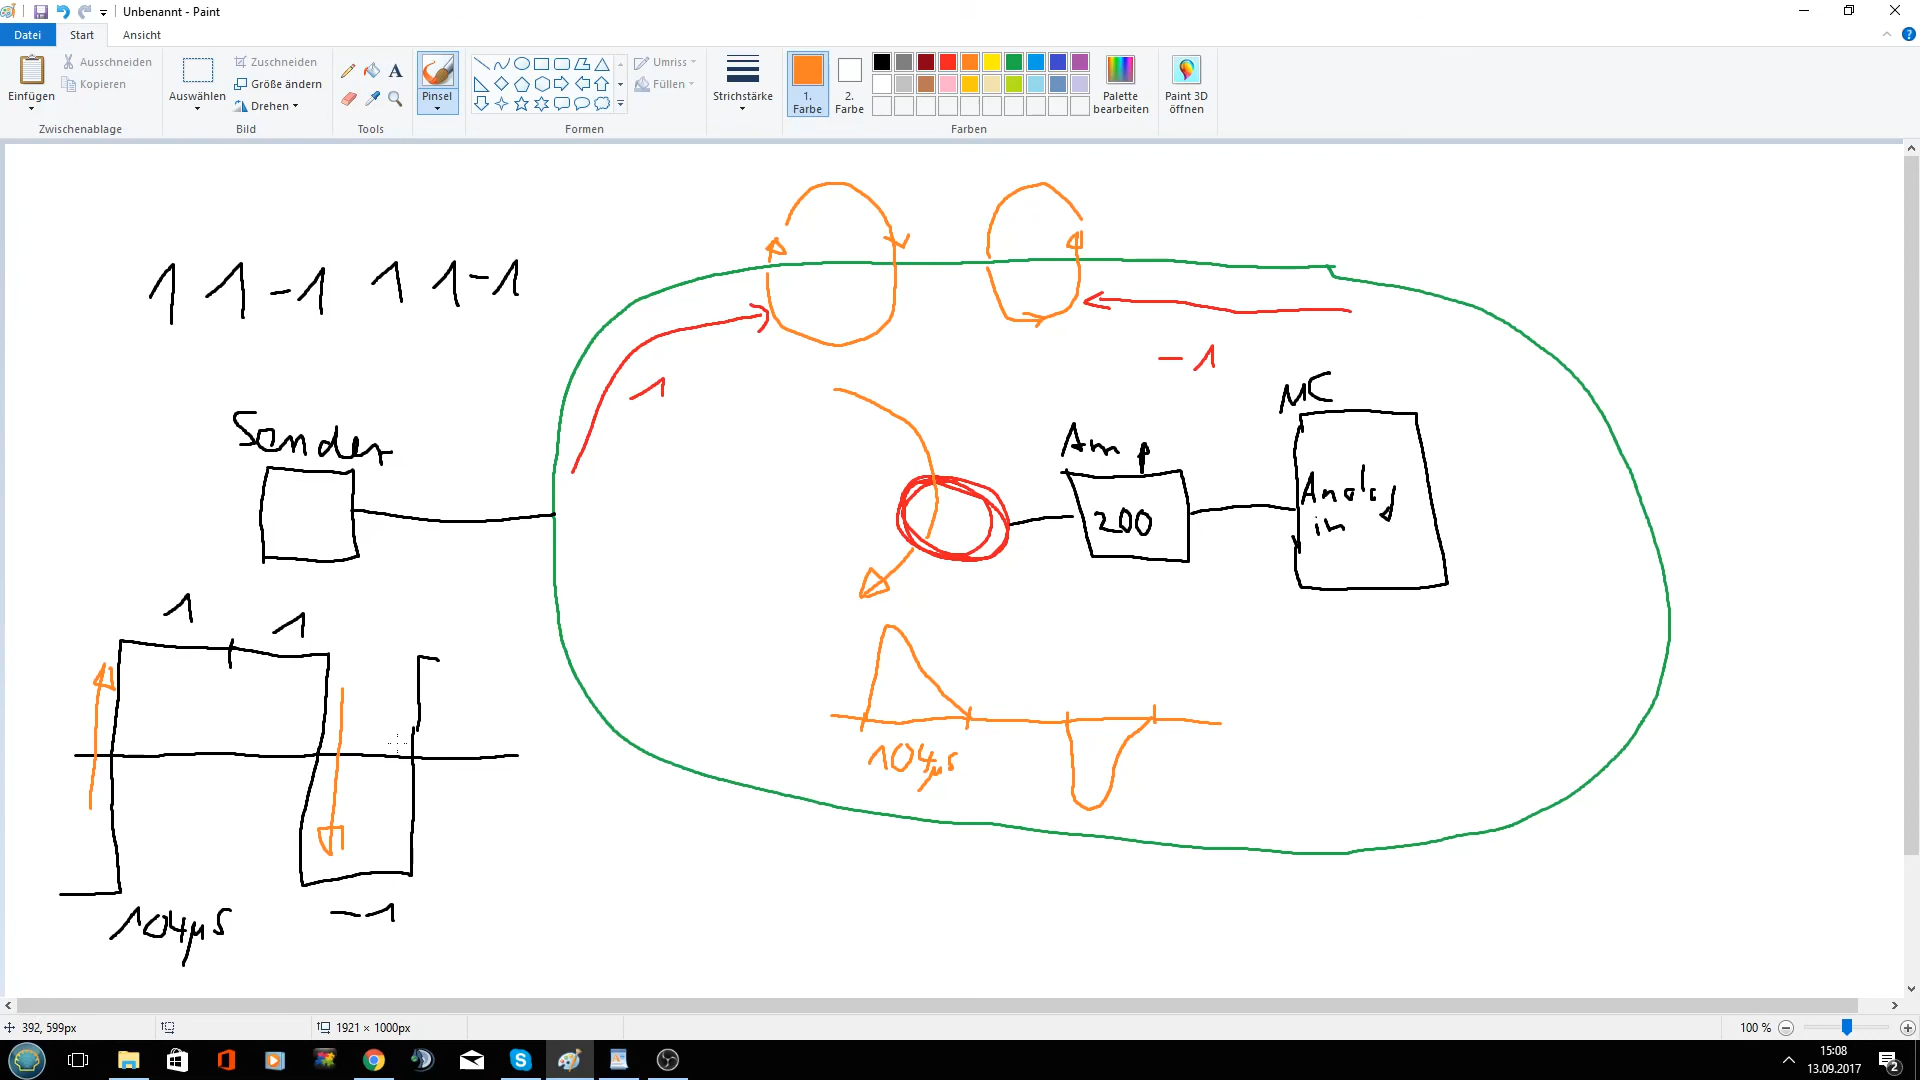 Unbenannt - Paint
Datei Start Ansicht
Einfügen
Ausschneiden
Kopieren
Zwischenablage
Auswählen
Zuschneiden
Größe ändern
Drehen
Bild
A
Tools
Pinsel
Umriss
Füllen
Formen
Strichstärke
1. Farbe
2. Farbe
Farben
Palette bearbeiten
Paint 3D öffnen
1 1 -1 1 1 -1
1
-1
Sender
Amp
200
µC
Analog
in
1 1
104µs
104µs -1
392, 599px
1921 × 1000px
100 %
15:08
13.09.2017
2